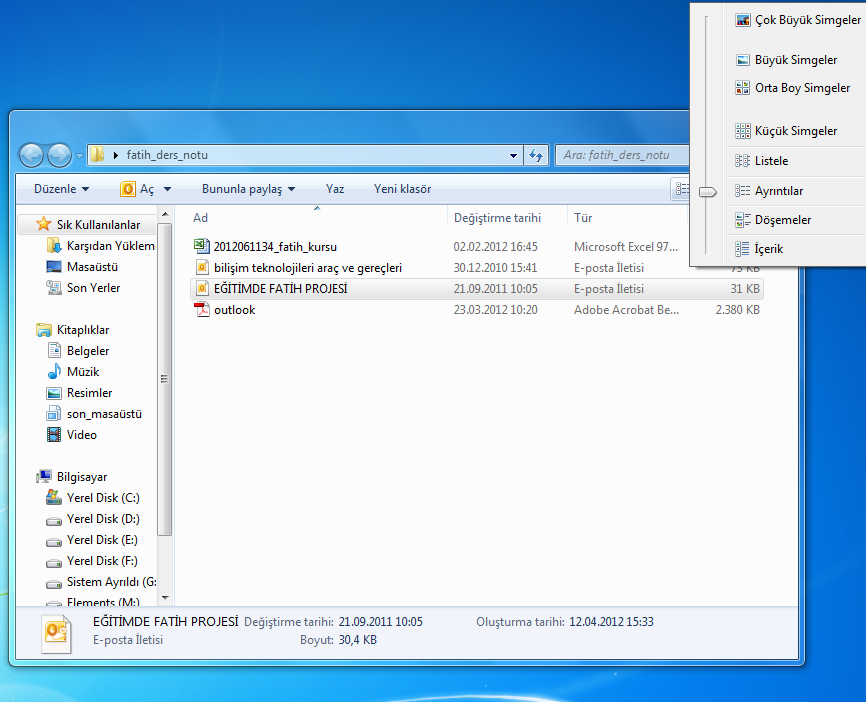 Çok Büyük Simgeler
Büyük Simgeler
Orta Boy Simgeler
Küçük Simgeler
Listele
Ayrıntılar
Döşemeler
İçerik
fatih_ders_notu
Ara: fatih_ders_notu
Düzenle
Aç
Bununla paylaş
Yaz
Yeni klasör
Sık Kullanılanlar
Karşıdan Yüklem
Masaüstü
Son Yerler
Kitaplıklar
Belgeler
Müzik
Resimler
son_masaüstü
Video
Bilgisayar
Yerel Disk (C:)
Yerel Disk (D:)
Yerel Disk (E:)
Yerel Disk (F:)
Sistem Ayrıldı (G:
Elements (M:)
Ad Değiştirme tarihi Tür
2012061134_fatih_kursu 02.02.2012 16:45 Microsoft Excel 97...
bilişim teknolojileri araç ve gereçleri 30.12.2010 15:41 E-posta İletisi 75 KB
EĞİTİMDE FATİH PROJESİ 21.09.2011 10:05 E-posta İletisi 31 KB
outlook 23.03.2012 10:20 Adobe Acrobat Be... 2.380 KB
EĞİTİMDE FATİH PROJESİ Değiştirme tarihi: 21.09.2011 10:05 Oluşturma tarihi: 12.04.2012 15:33
E-posta İletisi Boyut: 30,4 KB